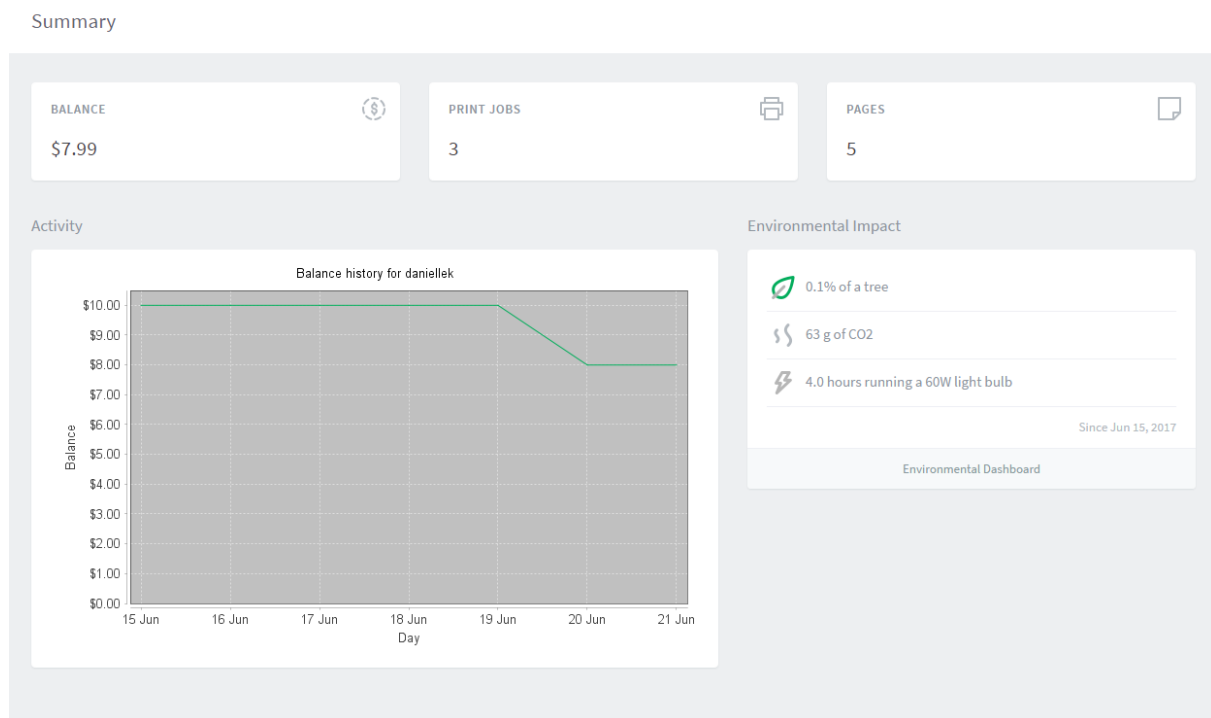 Summary
BALANCE
$7.99
PRINT JOBS
3
PAGES
5
Activity
Balance history for daniellek
$10.00
$9.00
$8.00
$7.00
$6.00
$5.00
$4.00
$3.00
$2.00
$1.00
$0.00
Balance
15 Jun 16 Jun 17 Jun 18 Jun 19 Jun 20 Jun 21 Jun
Day
Environmental Impact
0.1% of a tree
63 g of CO2
4.0 hours running a 60W light bulb
Since Jun 15, 2017
Environmental Dashboard